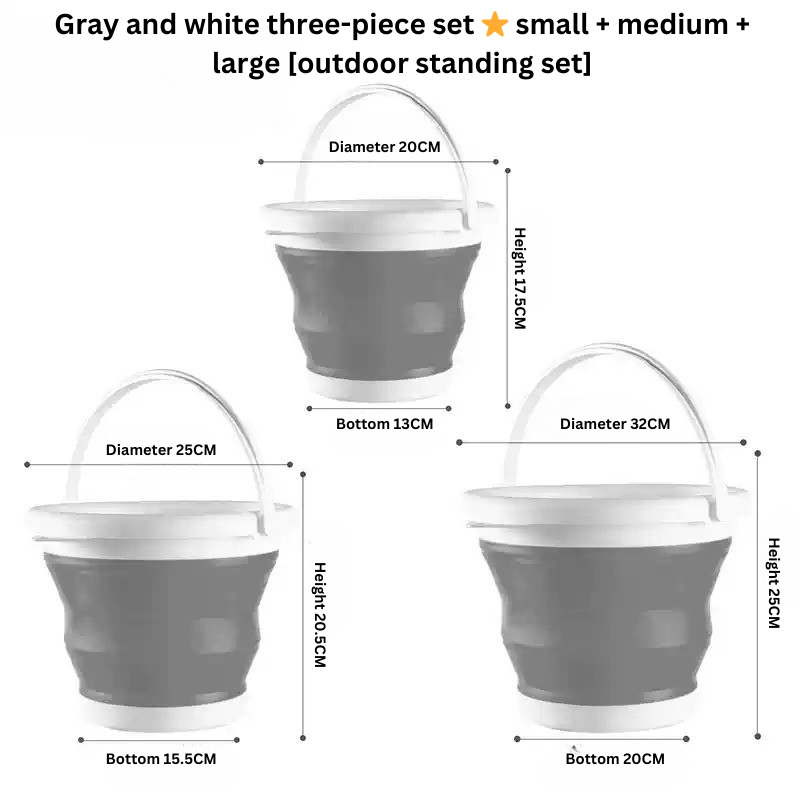 Gray and white three-piece set ⭐ small + medium +
large [outdoor standing set]
Diameter 20CM
Height 17.5CM
Bottom 13CM
Diameter 25CM
Height 20.5CM
Bottom 15.5CM
Diameter 32CM
Height 25CM
Bottom 20CM